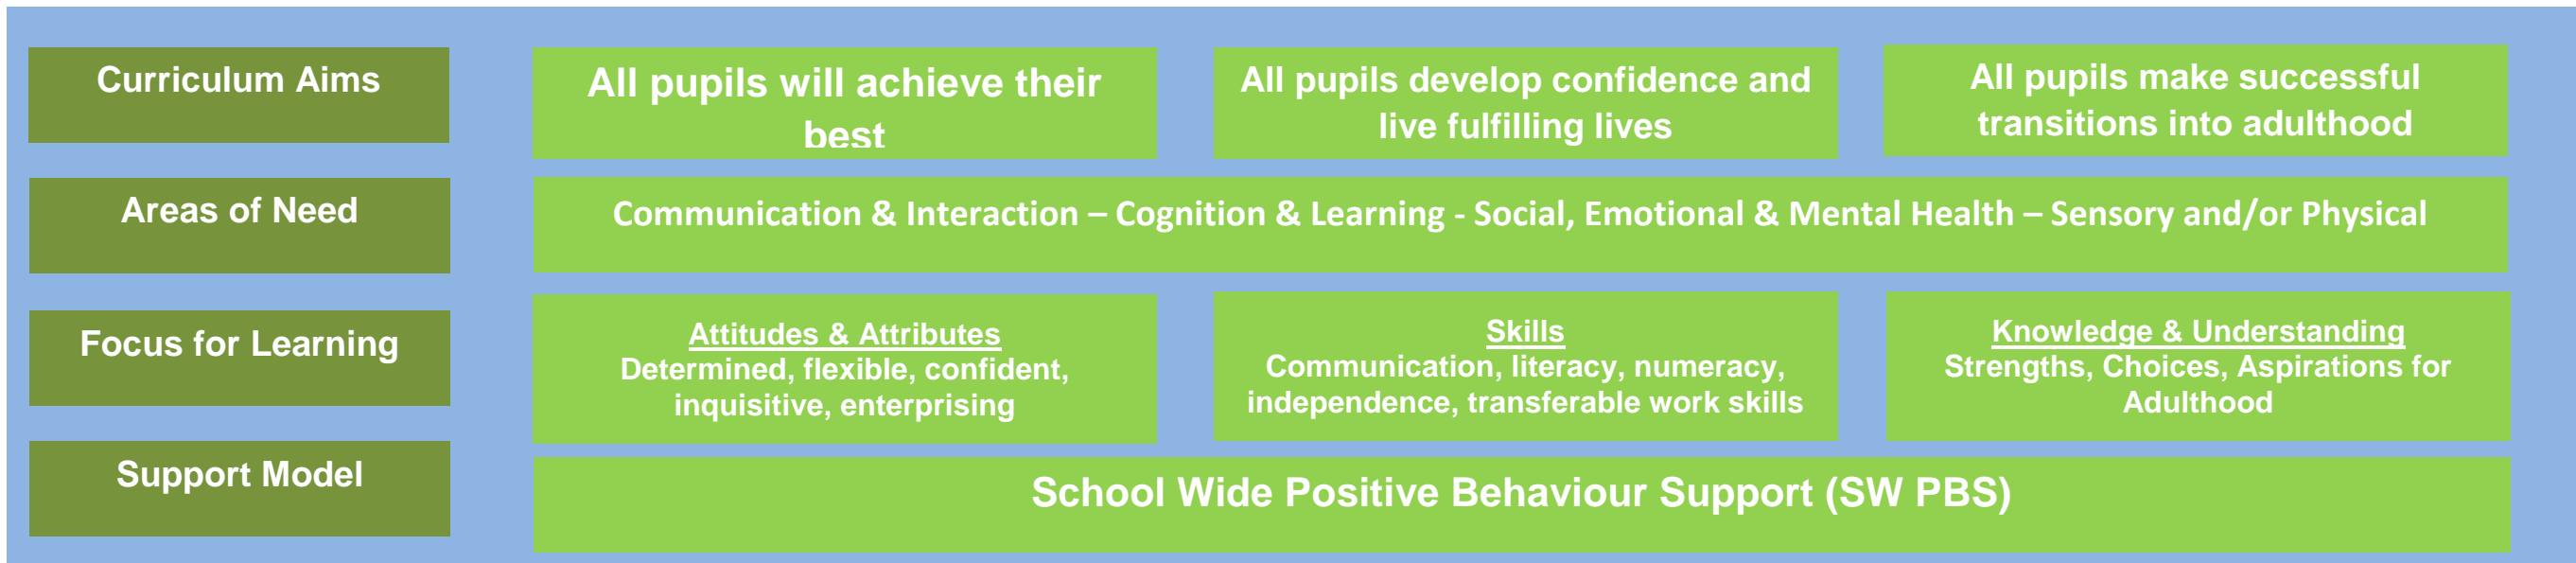 Curriculum Aims
All pupils will achieve their
best
All pupils develop confidence and
live fulfilling lives
All pupils make successful
transitions into adulthood
Areas of Need
Communication & Interaction – Cognition & Learning - Social, Emotional & Mental Health – Sensory and/or Physical
Focus for Learning
Attitudes & Attributes
Determined, flexible, confident,
inquisitive, enterprising
Skills
Communication, literacy, numeracy,
independence, transferable work skills
Knowledge & Understanding
Strengths, Choices, Aspirations for
Adulthood
Support Model
School Wide Positive Behaviour Support (SW PBS)